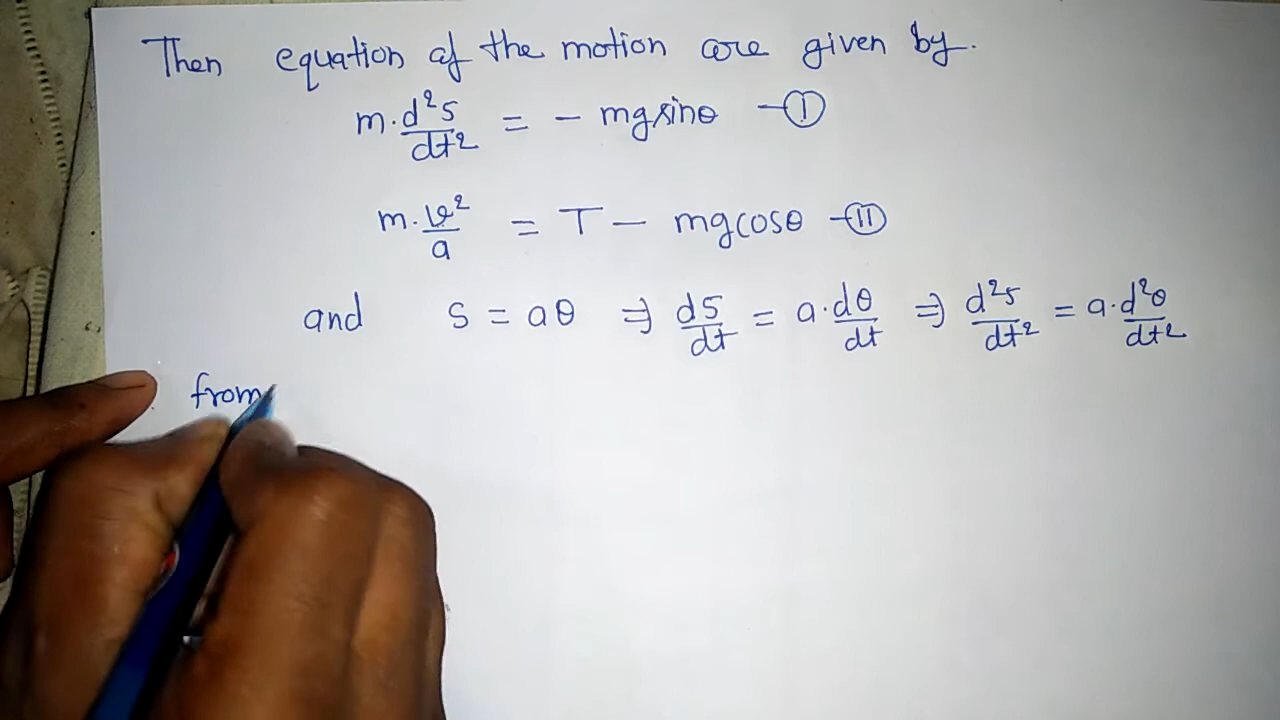 Then equation of the motion are given by.
m·d²s/dt² = - mgsinθ —Ⓘ
m·v²/a = T - mgcosθ —(II)
and s = aθ ⇒ ds/dt = a·dθ/dt ⇒ d²s/dt² = a·d²θ/dt²
from